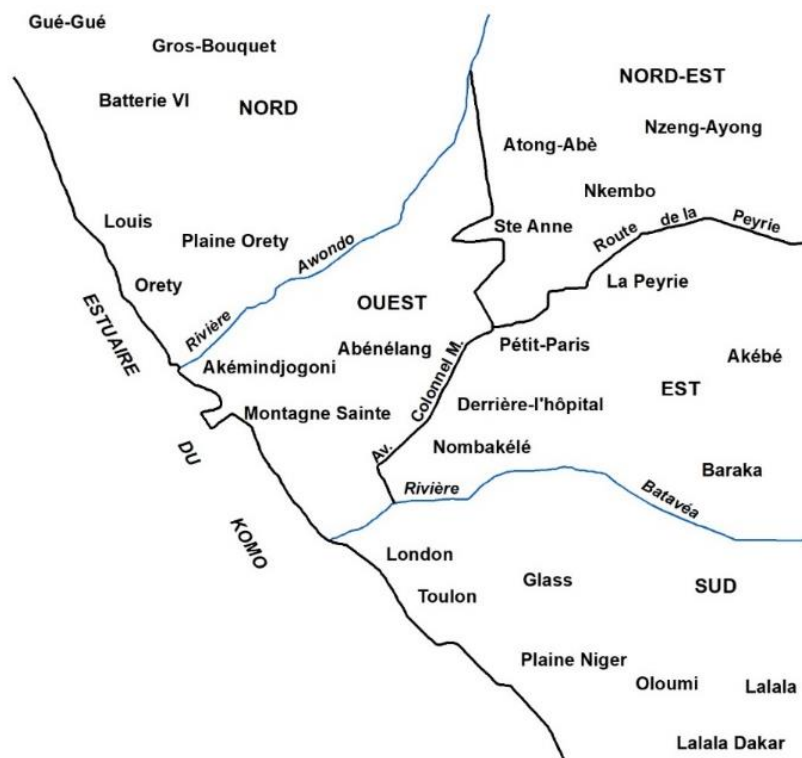 Gué-Gué
Gros-Bouquet
NORD-EST
Batterie VI
NORD
Nzeng-Ayong
Atong-Abè
Nkembo
Louis
Ste Anne
Route de la Peyrie
Plaine Orety
Rivière Awondo
Orety
La Peyrie
OUEST
ESTUAIRE DU KOMO
Akémindjogoni
Abénélang
Pétit-Paris
Akébé
EST
Av. Colonnel M.
Montagne Sainte
Derrière-l'hôpital
Nombakélé
Baraka
Rivière Batavéa
London
Glass
SUD
Toulon
Plaine Niger
Oloumi
Lalala
Lalala Dakar